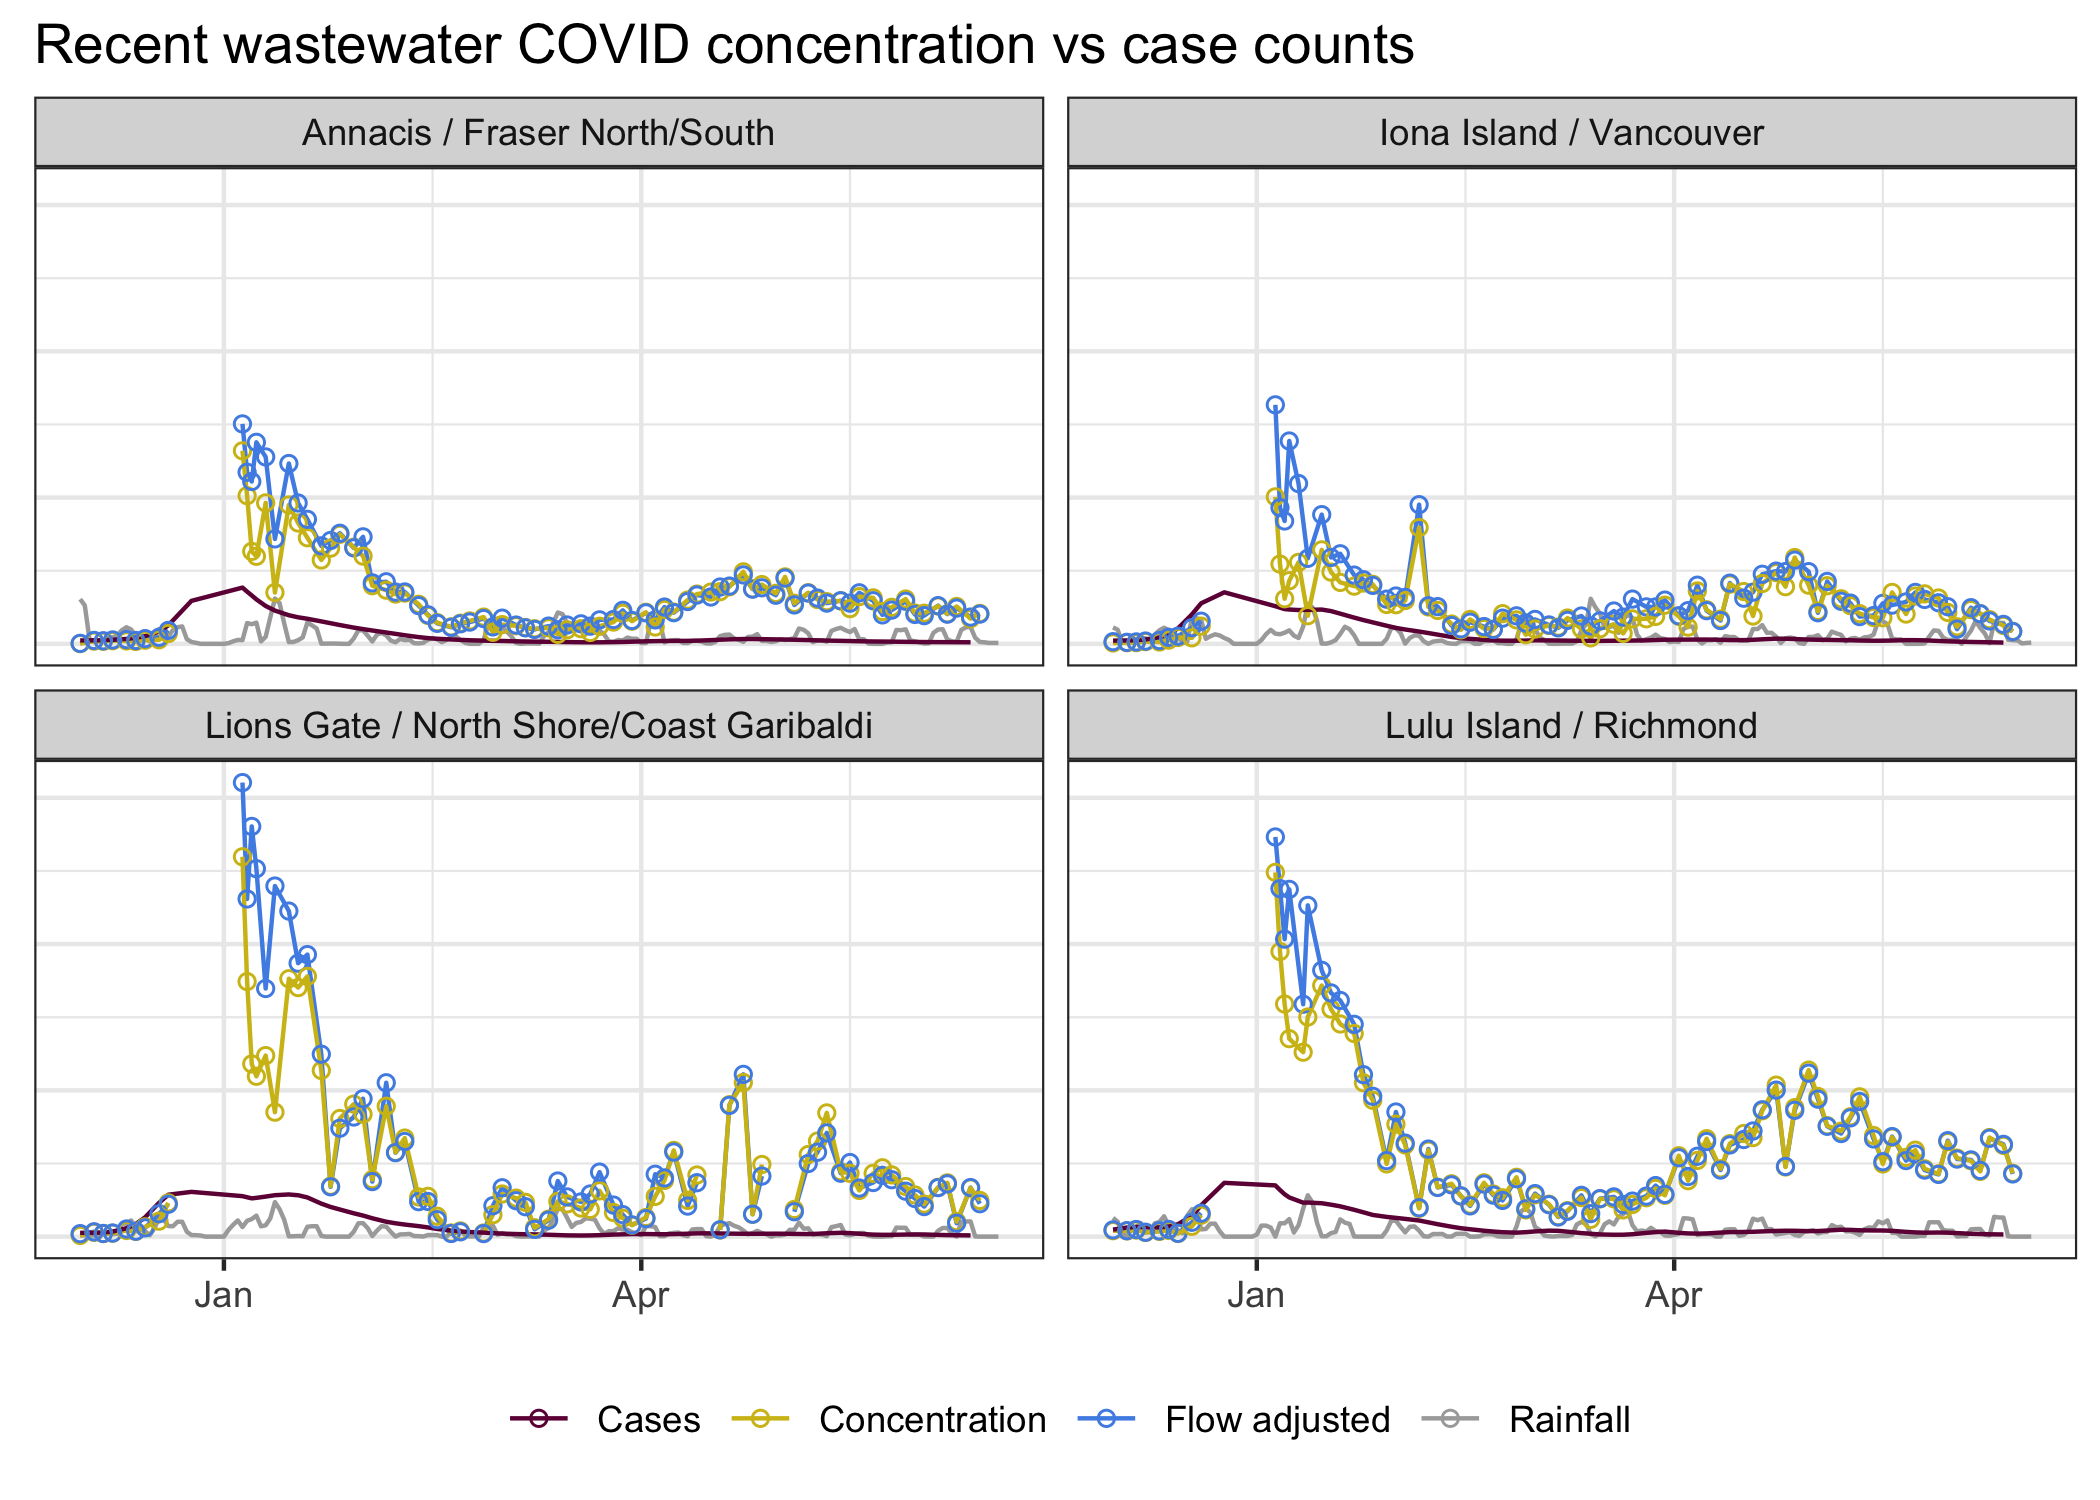 Recent wastewater COVID concentration vs case counts
Annacis / Fraser North/South
Iona Island / Vancouver
Lions Gate / North Shore/Coast Garibaldi
Lulu Island / Richmond
Jan
Apr
Jan
Apr
Cases
Concentration
Flow adjusted
Rainfall